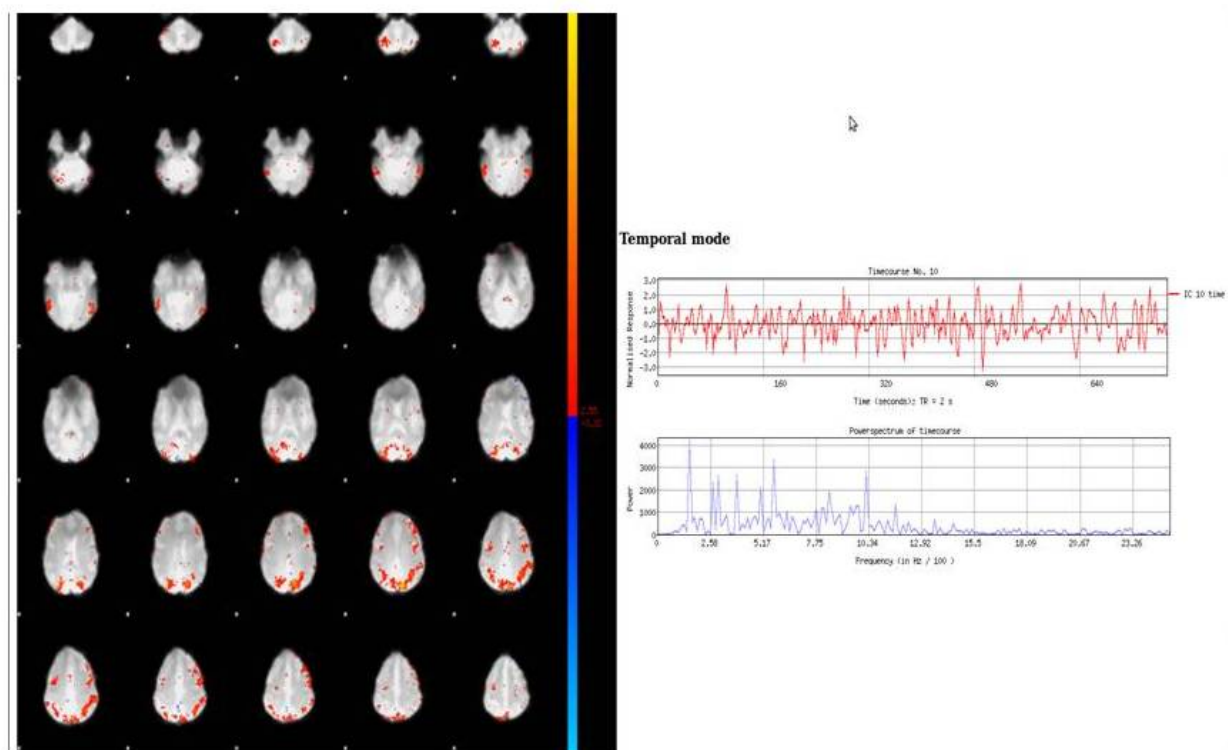 Temporal mode
Timecourse No. 10
Normalised Response
3.0
2.0
1.0
0.0
-1.0
-2.0
-3.0
0 160 320 480 640
IC 10 time
Time (seconds); TR = 2 s
Powerspectrum of timecourse
Power
4000
3000
2000
1000
0
0 2.58 5.17 7.75 10.34 12.92 15.5 18.09 20.67 23.26
Frequency (in Hz / 100 )